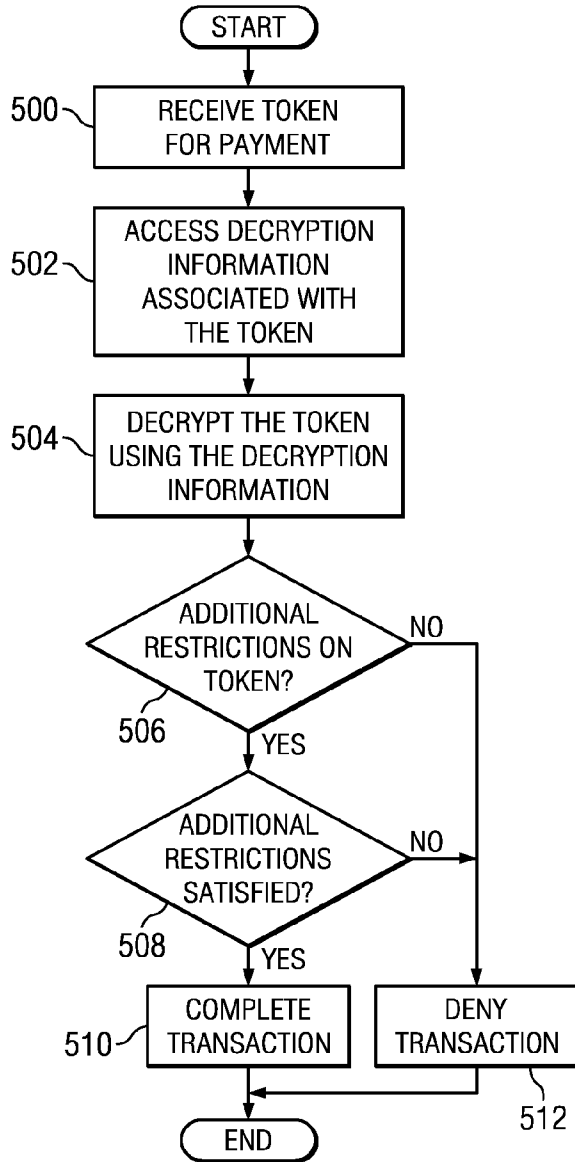 START
500
RECEIVE TOKEN
FOR PAYMENT
502
ACCESS DECRYPTION
INFORMATION
ASSOCIATED WITH
THE TOKEN
504
DECRYPT THE TOKEN
USING THE DECRYPTION
INFORMATION
ADDITIONAL
RESTRICTIONS ON
TOKEN?
NO
506
YES
ADDITIONAL
RESTRICTIONS
SATISFIED?
NO
508
YES
510
COMPLETE
TRANSACTION
DENY
TRANSACTION
512
END